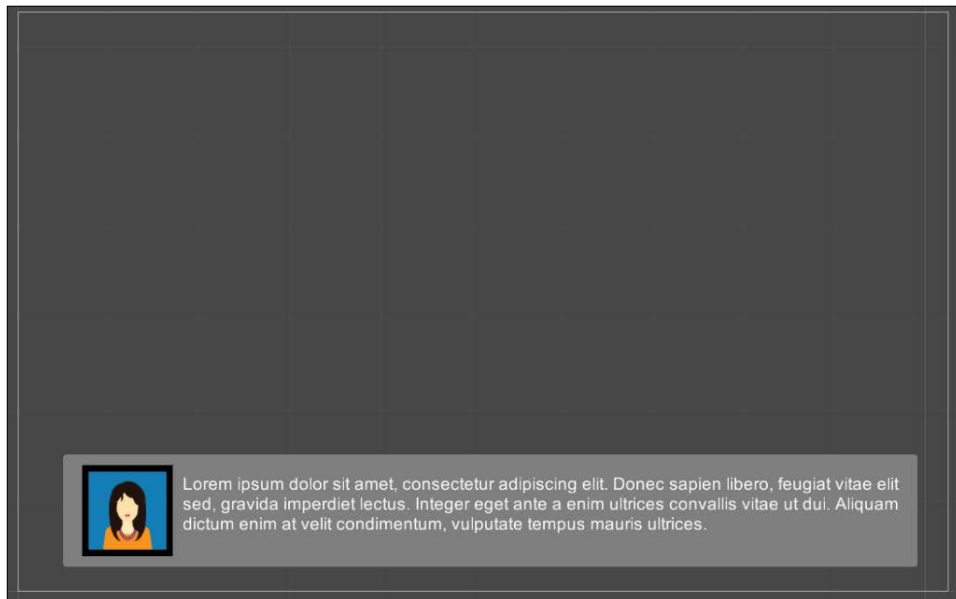 Lorem ipsum dolor sit amet, consectetur adipiscing elit. Donec sapien libero, feugiat vitae elit
sed, gravida imperdiet lectus. Integer eget ante a enim ultrices convallis vitae ut dui. Aliquam
dictum enim at velit condimentum, vulputate tempus mauris ultrices.